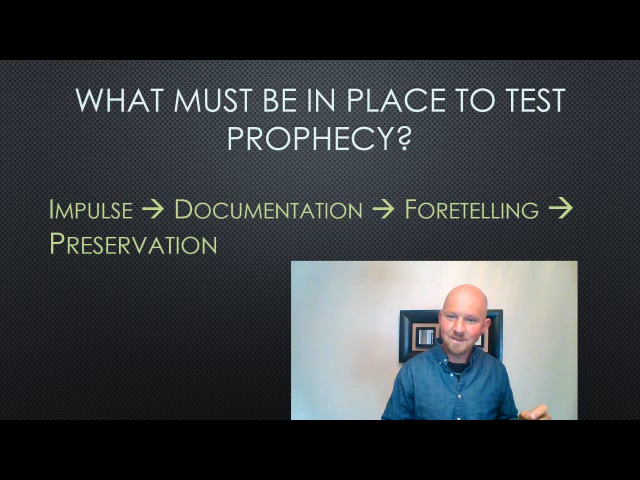 WHAT MUST BE IN PLACE TO TEST
PROPHECY?
IMPULSE → DOCUMENTATION → FORETELLING →
PRESERVATION